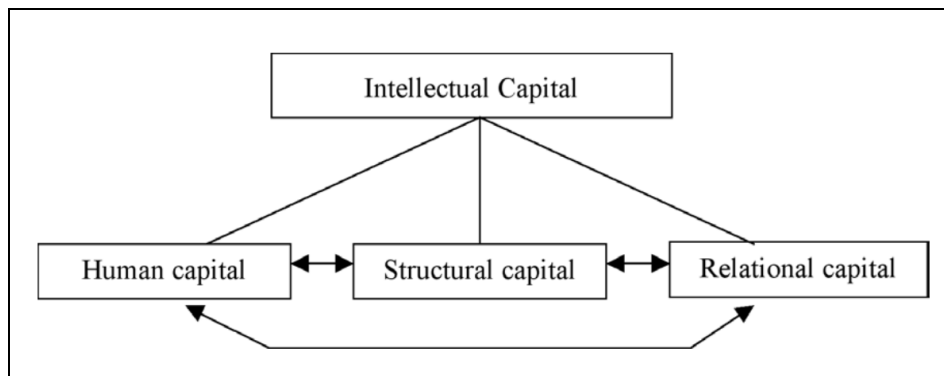 Intellectual Capital
Human capital
Structural capital
Relational capital